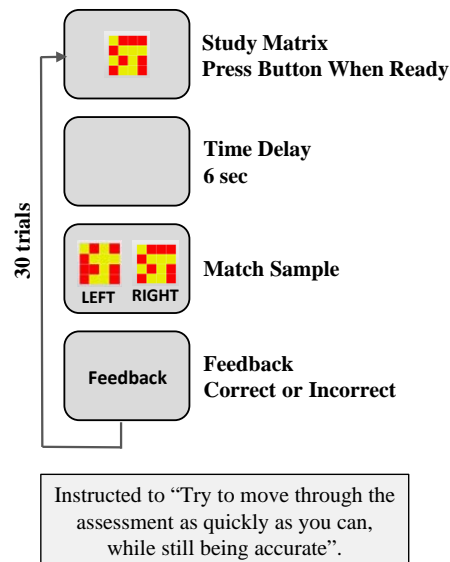 Study Matrix
Press Button When Ready
Time Delay
6 sec
30 trials
LEFT RIGHT
Match Sample
Feedback
Feedback
Correct or Incorrect
Instructed to “Try to move through the
assessment as quickly as you can,
while still being accurate”.